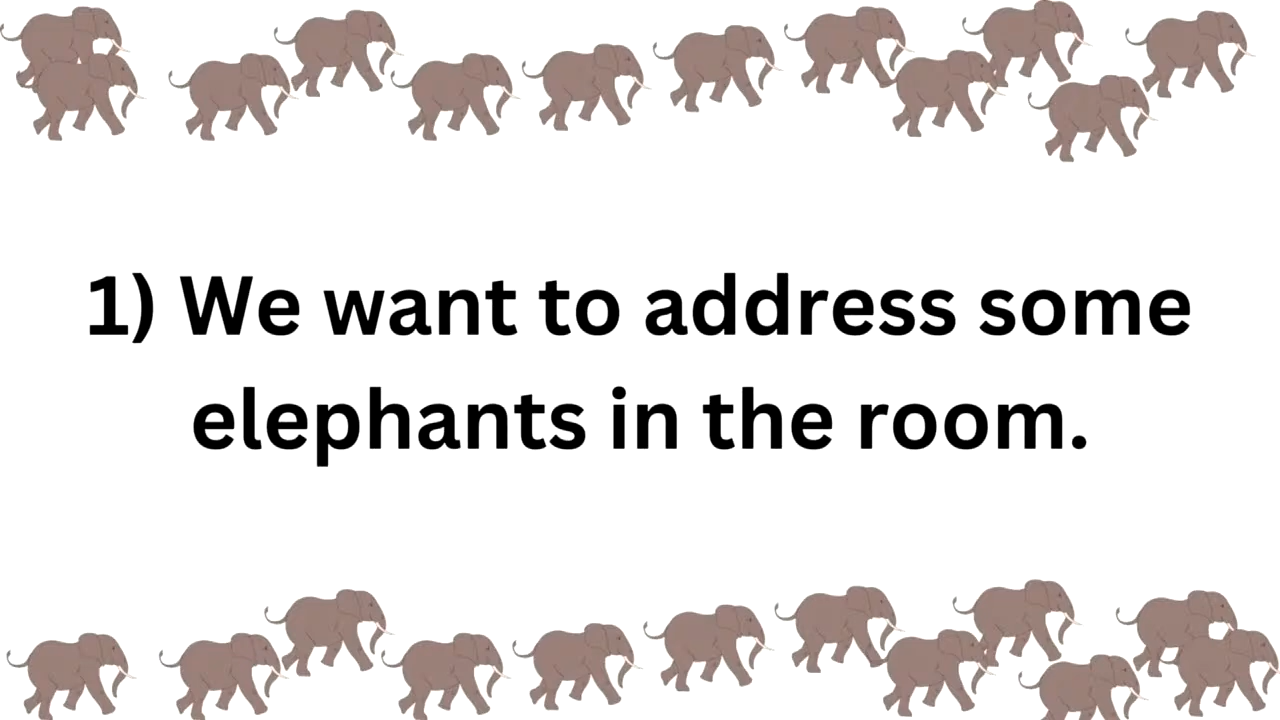 1) We want to address some
elephants in the room.